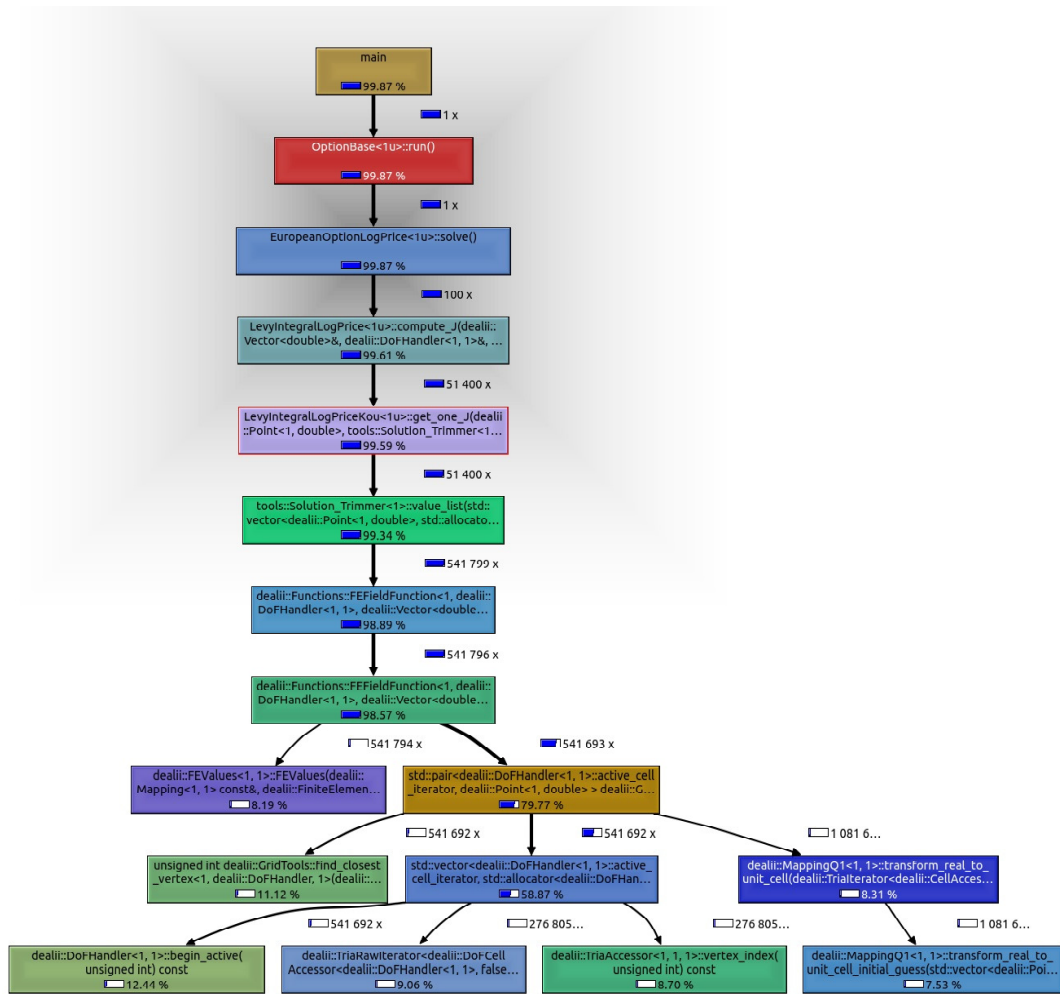 main
99.87 %
1 x
OptionBase<1u>::run()
99.87 %
1 x
EuropeanOptionLogPrice<1u>::solve()
99.87 %
100 x
LevyIntegralLogPrice<1u>::compute_J(dealii::
Vector<double>&, dealii::DoFHandler<1, 1>&, ...
99.61 %
51 400 x
LevyIntegralLogPriceKou<1u>::get_one_J(dealii
::Point<1, double>, tools::Solution_Trimmer<1...
99.59 %
51 400 x
tools::Solution_Trimmer<1>::value_list(std::
vector<dealii::Point<1, double>, std::allocato...
99.34 %
541 799 x
dealii::Functions::FEFieldFunction<1, dealii::
DoFHandler<1, 1>, dealii::Vector<double...
98.89 %
541 796 x
dealii::Functions::FEFieldFunction<1, dealii::
DoFHandler<1, 1>, dealii::Vector<double...
98.57 %
541 794 x
541 693 x
dealii::FEValues<1, 1>::FEValues(dealii::
Mapping<1, 1> const&, dealii::FiniteElemen...
8.19 %
std::pair<dealii::DoFHandler<1, 1>::active_cell
_iterator, dealii::Point<1, double> > dealii::G...
79.77 %
541 692 x
541 692 x
1 081 6...
unsigned int dealii::GridTools::find_closest
_vertex<1, dealii::DoFHandler, 1>(dealii::...
11.12 %
std::vector<dealii::DoFHandler<1, 1>::active
_cell_iterator, std::allocator<dealii::DoFHan...
58.87 %
dealii::MappingQ1<1, 1>::transform_real_to_
unit_cell(dealii::TriaIterator<dealii::CellAcces...
8.31 %
541 692 x
276 805...
276 805...
1 081 6...
dealii::DoFHandler<1, 1>::begin_active(
unsigned int) const
12.44 %
dealii::TriaRawIterator<dealii::DoFCell
Accessor<dealii::DoFHandler<1, 1>, false...
9.06 %
dealii::TriaAccessor<1, 1, 1>::vertex_index(
unsigned int) const
8.70 %
dealii::MappingQ1<1, 1>::transform_real_to_
unit_cell_initial_guess(std::vector<dealii::Poi...
7.53 %